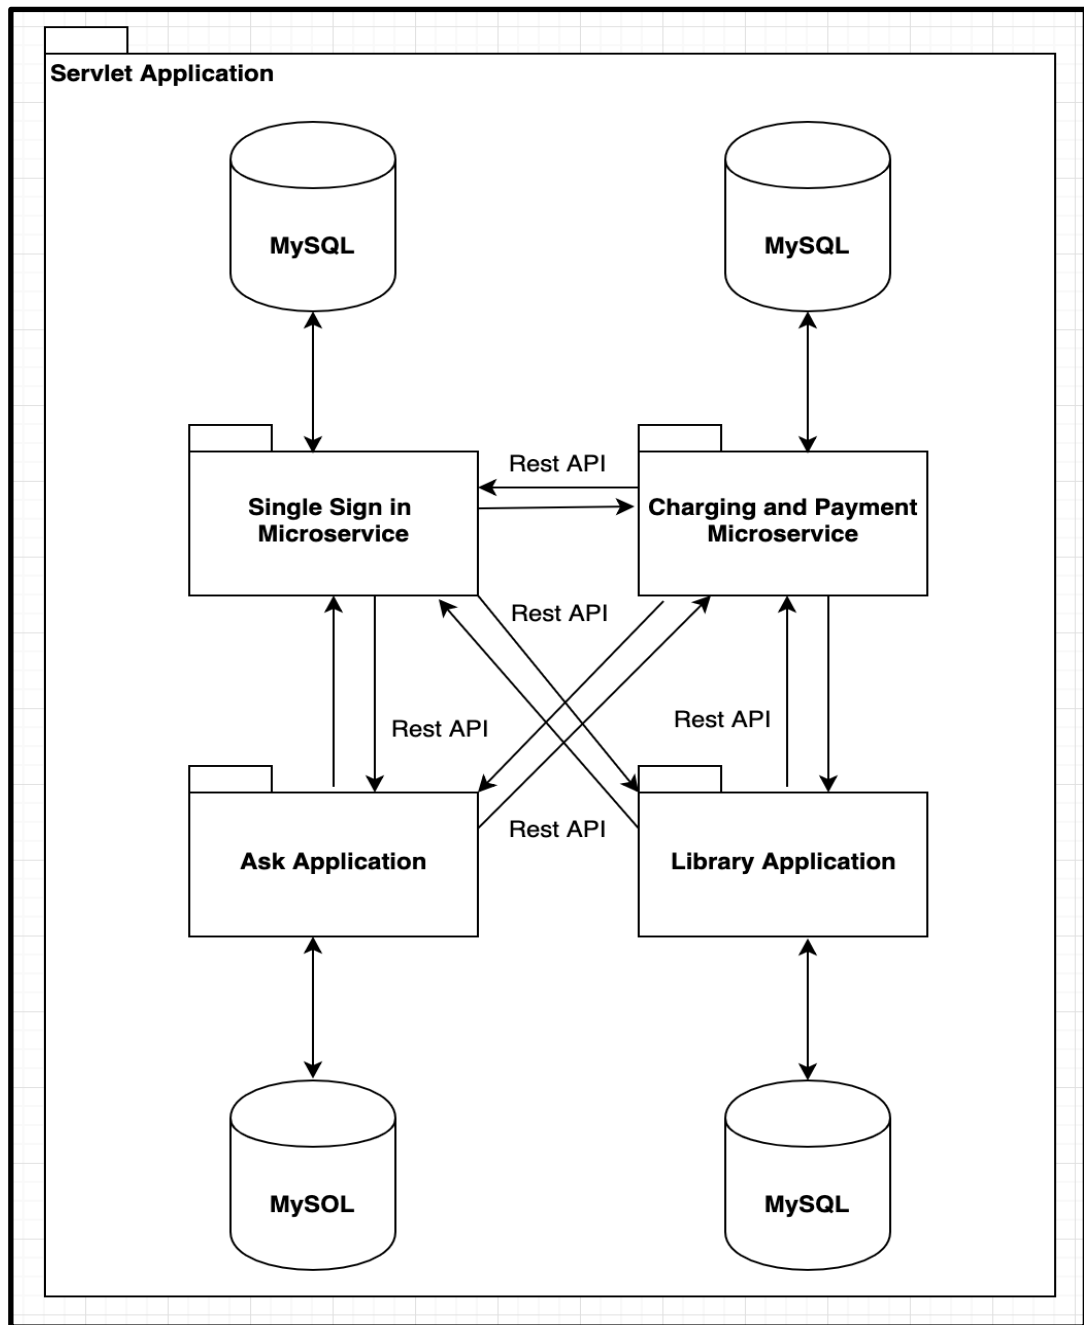 Servlet Application
MySQL
MySQL
Rest API
Single Sign in
Microservice
Charging and Payment
Microservice
Rest API
Rest API
Rest API
Rest API
Ask Application
Library Application
MySOL
MySQL